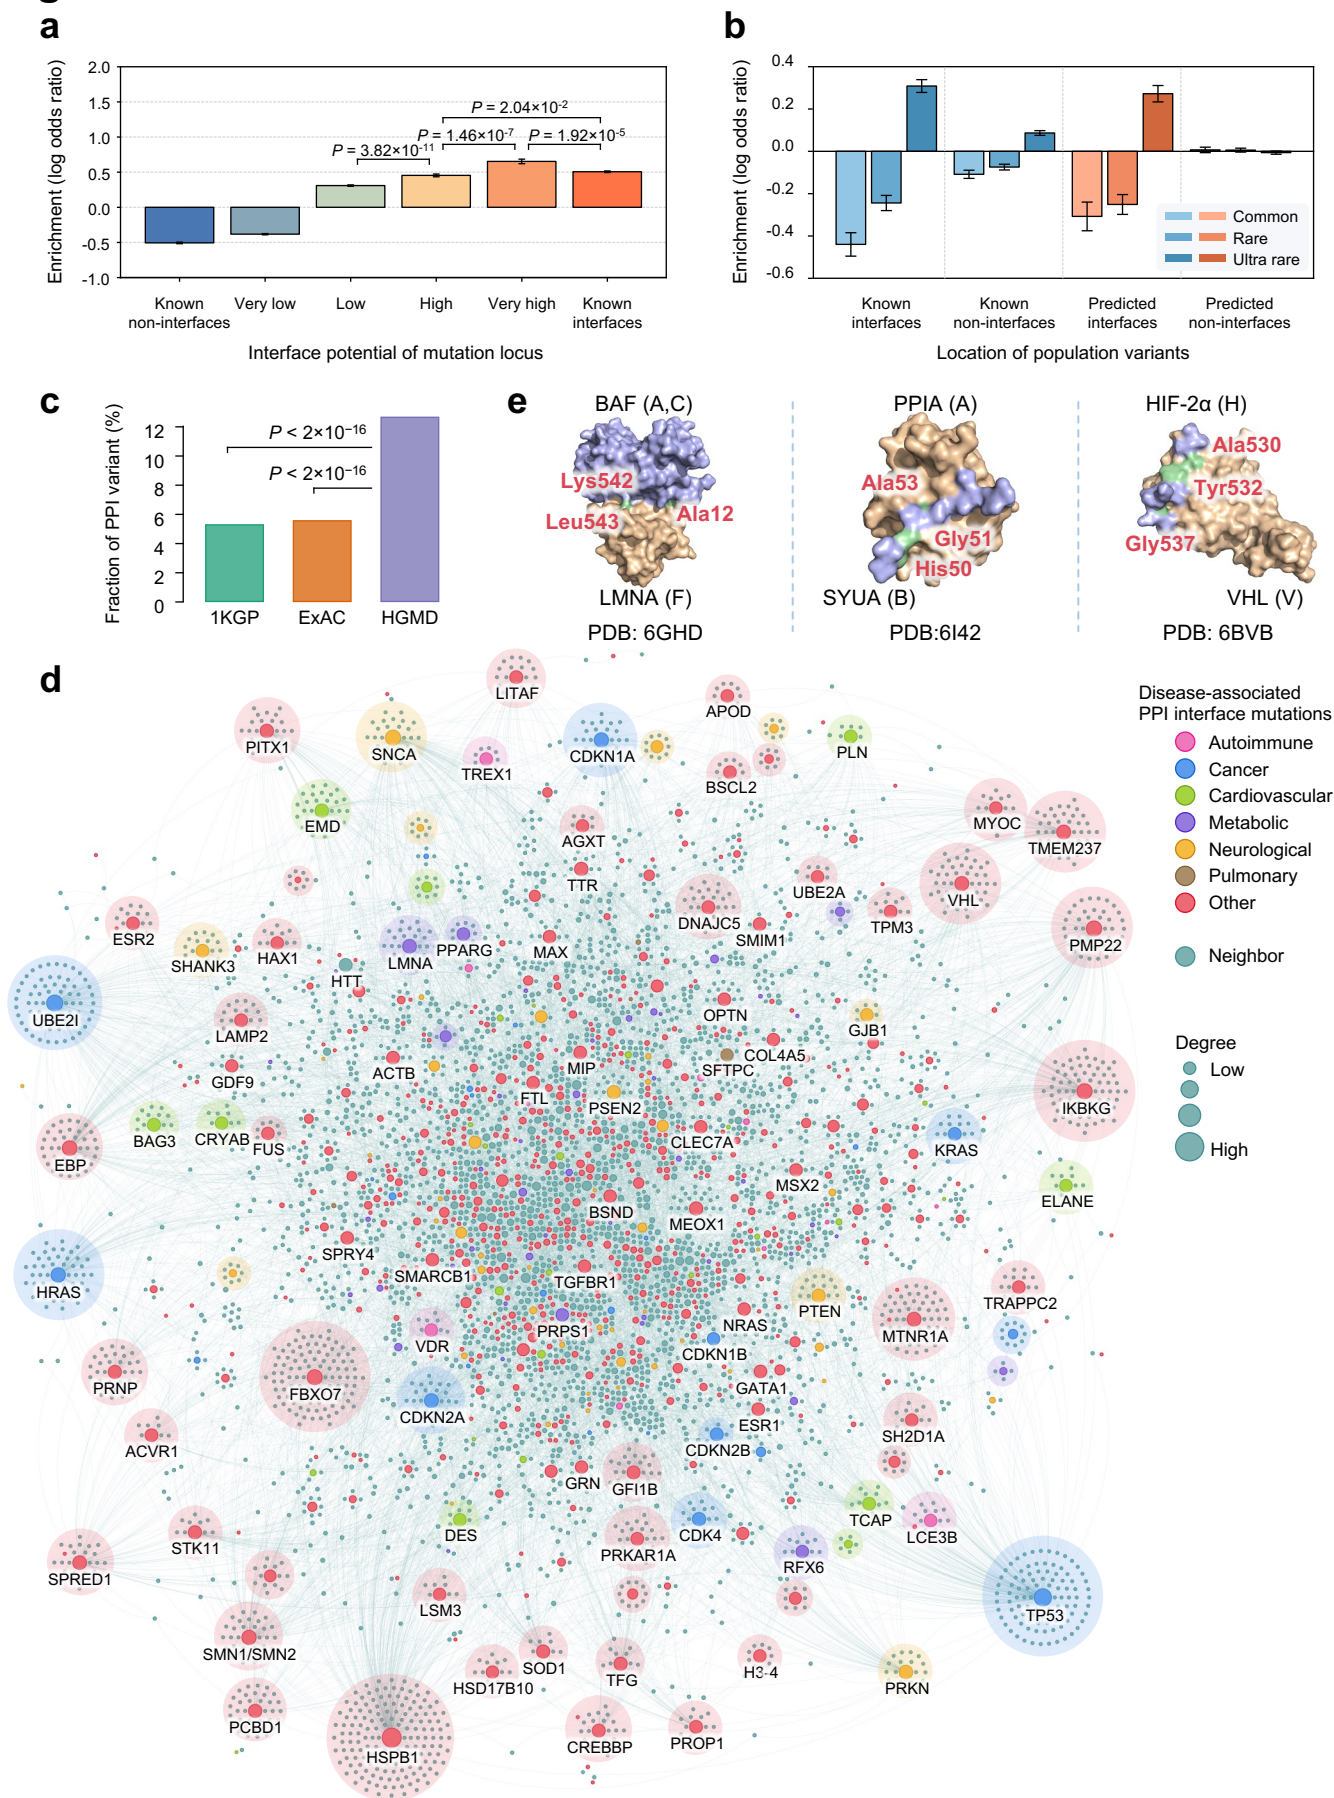 a
Enrichment (log odds ratio)
2.0
1.5
1.0
0.5
0.0
-0.5
-1.0
P = 2.04×10-2
P = 1.46×10-7
P = 1.92×10-5
P = 3.82×10-11
Known non-interfaces
Very low
Low
High
Very high
Known interfaces
Interface potential of mutation locus
b
Enrichment (log odds ratio)
0.4
0.2
0.0
-0.2
-0.4
-0.6
Common
Rare
Ultra rare
Known interfaces
Known non-interfaces
Predicted interfaces
Predicted non-interfaces
Location of population variants
c
Fraction of PPI variant (%)
12
10
8
6
4
2
0
P < 2×10−16
P < 2×10−16
1KGP
ExAC
HGMD
e
BAF (A,C)
Lys542
Leu543
Ala12
LMNA (F)
PDB: 6GHD
PPIA (A)
Ala53
Gly51
His50
SYUA (B)
PDB:6I42
HIF-2α (H)
Ala530
Tyr532
Gly537
VHL (V)
PDB: 6BVB
d
LITAF
APOD
PITX1
SNCA
TREX1
CDKN1A
BSCL2
PLN
EMD
AGXT
MYOC
TMEM237
TTR
UBE2A
VHL
ESR2
SHANK3
HAX1
LMNA
PPARG
MAX
DNAJC5
SMIM1
TPM3
PMP22
HTT
UBE2I
LAMP2
OPTN
GJB1
GDF9
ACTB
MIP
COL4A5
SFTPC
FTL
PSEN2
IKBKG
BAG3
CRYAB
FUS
CLEC7A
KRAS
EBP
MSX2
ELANE
BSND
MEOX1
SPRY4
SMARCB1
TGFBR1
HRAS
PTEN
TRAPPC2
VDR
PRPS1
NRAS
CDKN1B
MTNR1A
PRNP
FBXO7
CDKN2A
GATA1
ESR1
ACVR1
CDKN2B
SH2D1A
GRN
GFI1B
DES
CDK4
TCAP
LCE3B
STK11
PRKAR1A
RFX6
SPRED1
LSM3
TP53
SMN1/SMN2
SOD1
HSD17B10
TFG
H3-4
PRKN
PCBD1
HSPB1
CREBBP
PROP1
Disease-associated
PPI interface mutations
Autoimmune
Cancer
Cardiovascular
Metabolic
Neurological
Pulmonary
Other
Neighbor
Degree
Low
High